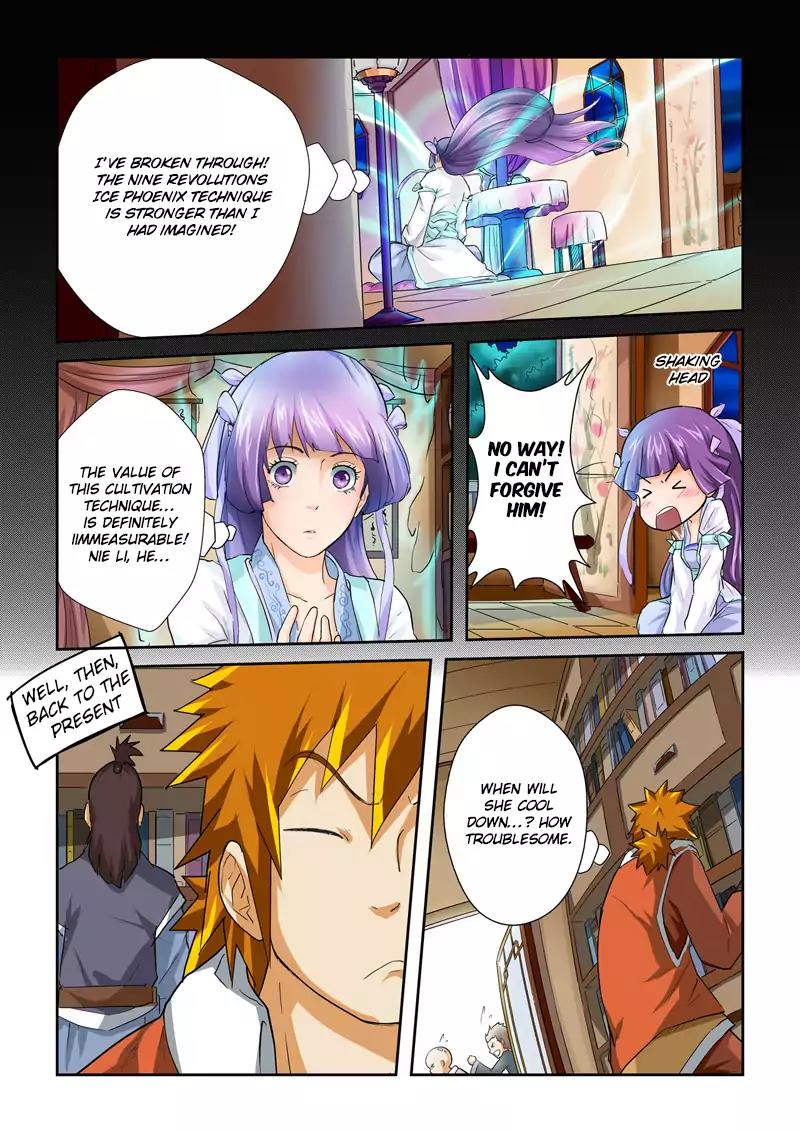 I'VE BROKEN THROUGH!
THE NINE REVOLUTIONS
ICE PHOENIX TECHNIQUE
IS STRONGER THAN I
HAD IMAGINED!
THE VALUE OF
THIS CULTIVATION
TECHNIQUE...
IS DEFINITELY
IIMMEASURABLE!
NIE LI, HE...
NO WAY!
I CAN'T
FORGIVE
HIM!
SHAKING
HEAD
WELL, THEN,
BACK TO THE
PRESENT
WHEN WILL
SHE COOL
DOWN...? HOW
TROUBLESOME.